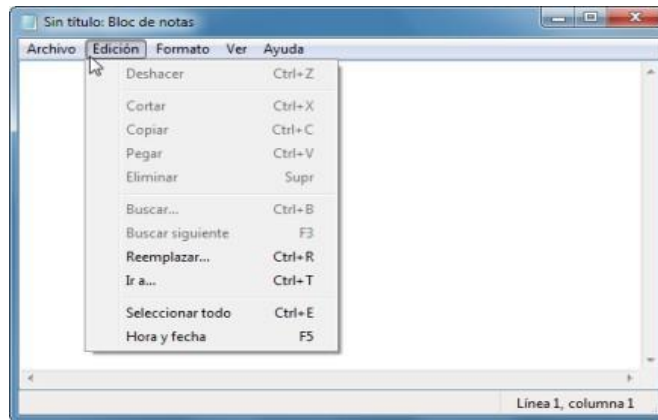 Sin título: Bloc de notas
Archivo Edición Formato Ver Ayuda
Deshacer Ctrl+Z
Cortar Ctrl+X
Copiar Ctrl+C
Pegar Ctrl+V
Eliminar Supr
Buscar... Ctrl+B
Buscar siguiente F3
Reemplazar... Ctrl+R
Ir a... Ctrl+T
Seleccionar todo Ctrl+E
Hora y fecha F5
Línea 1, columna 1